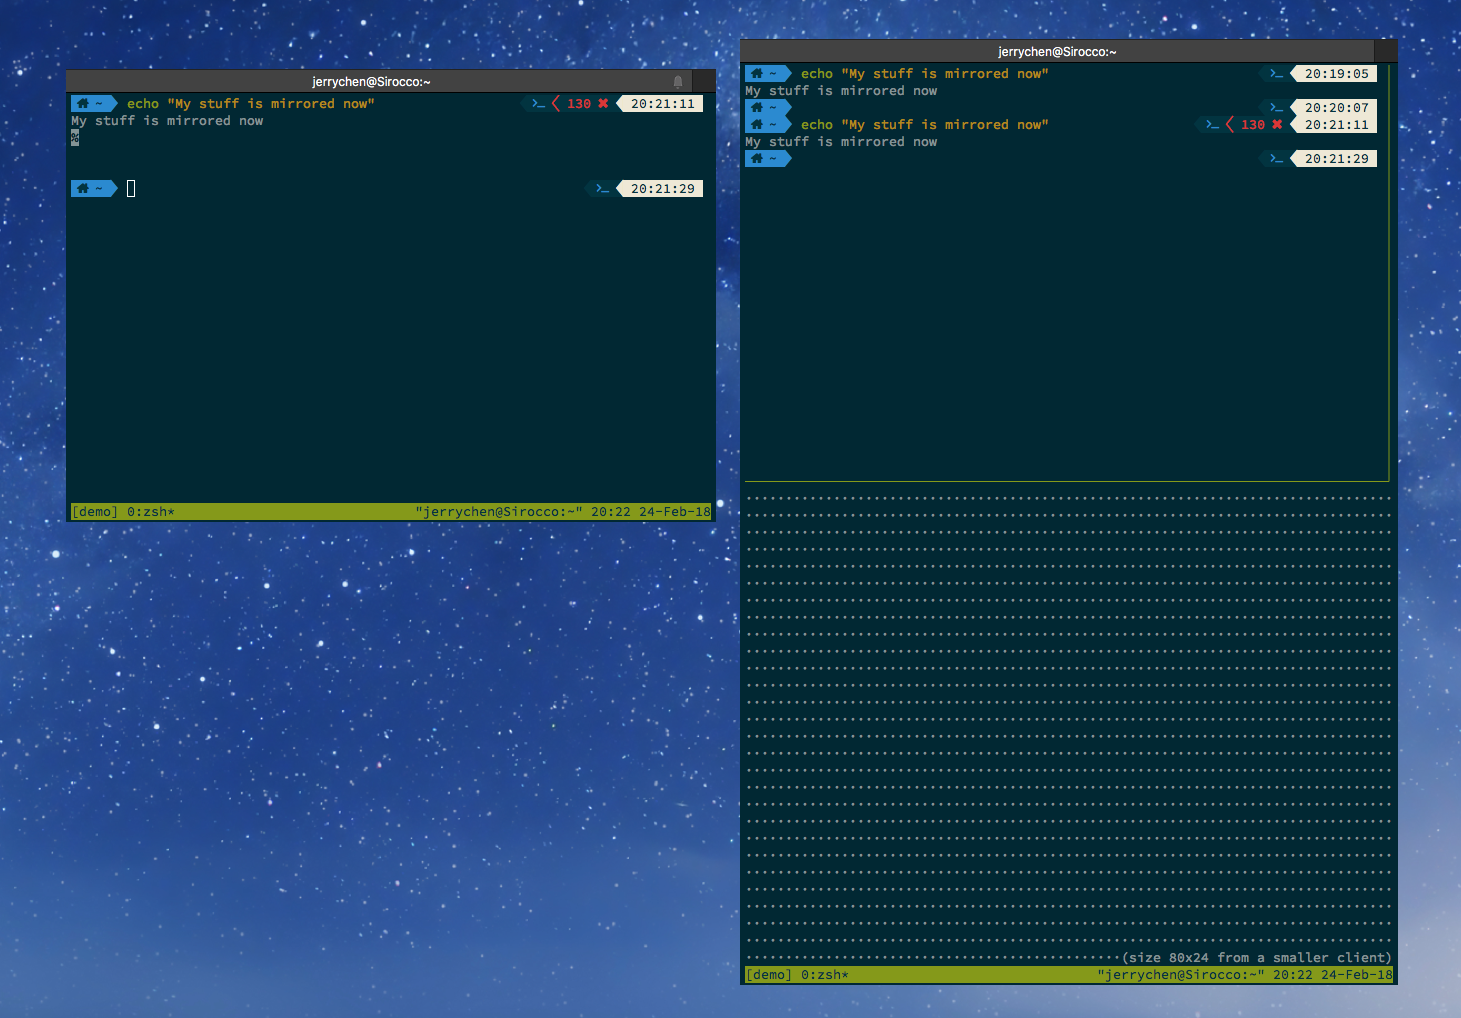 jerrychen@Sirocco:~
~ echo "My stuff is mirrored now" >_ 130 ✖ 20:21:11
My stuff is mirrored now
%
~ >_ 20:21:29
[demo] 0:zsh* "jerrychen@Sirocco:~" 20:22 24-Feb-18
jerrychen@Sirocco:~
~ echo "My stuff is mirrored now" >_ 20:19:05
My stuff is mirrored now
~ >_ 20:20:07
~ echo "My stuff is mirrored now" >_ 130 ✖ 20:21:11
My stuff is mirrored now
~ >_ 20:21:29
(size 80x24 from a smaller client)
[demo] 0:zsh* "jerrychen@Sirocco:~" 20:22 24-Feb-18